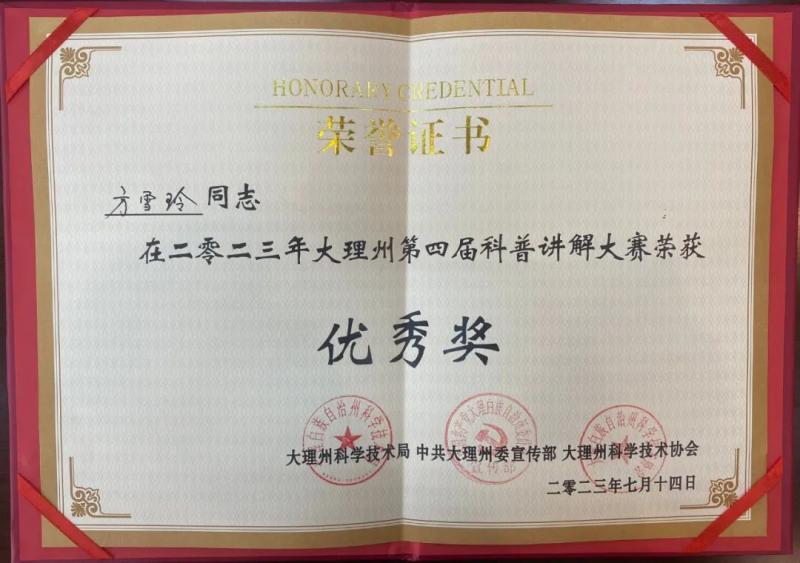 HONORARY CREDENTIAL
荣誉证书
方雪玲同志
在二零二三年大理州第四届科普讲解大赛荣获
优秀奖
大理州科学技术局 中共大理州委宣传部 大理州科学技术协会
二零二三年七月十四日